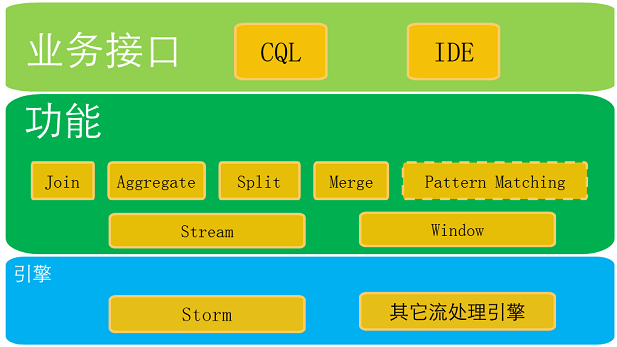 业务接口
CQL
IDE
功能
Join
Aggregate
Split
Merge
Pattern Matching
Stream
Window
引擎
Storm
其它流处理引擎